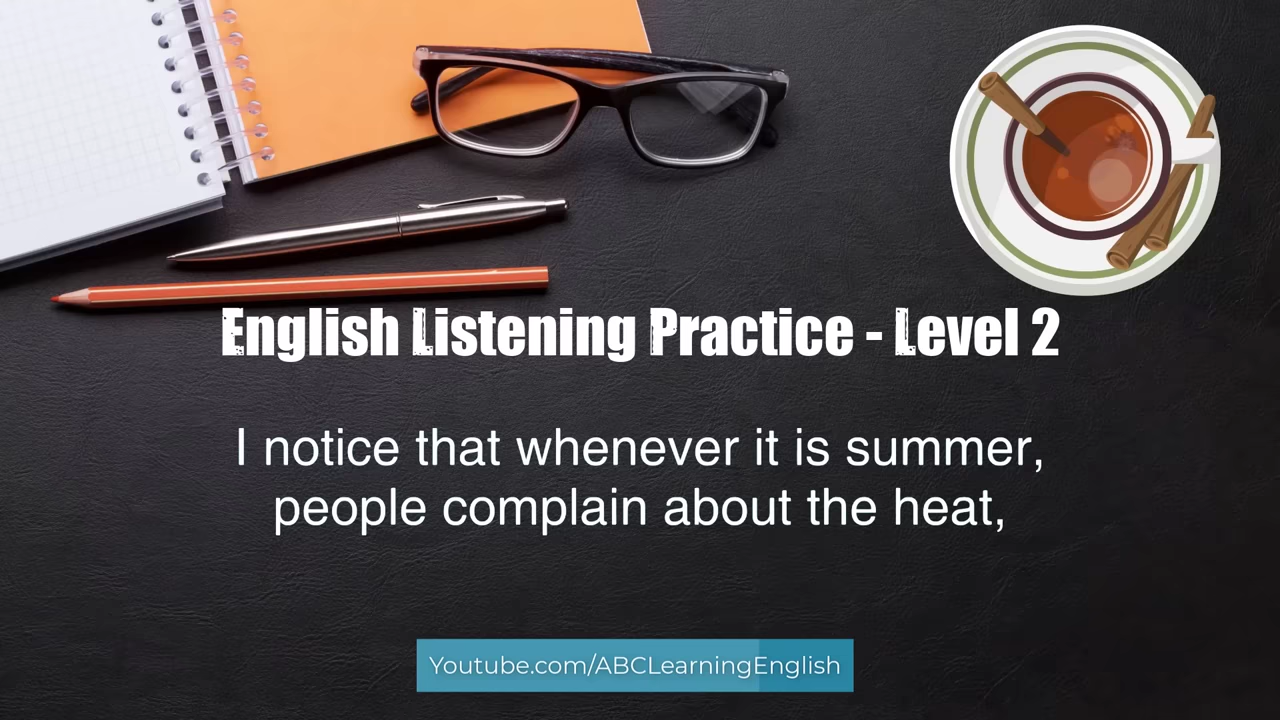 English Listening Practice - Level 2
I notice that whenever it is summer,
people complain about the heat,
Youtube.com/ABCLearningEnglish